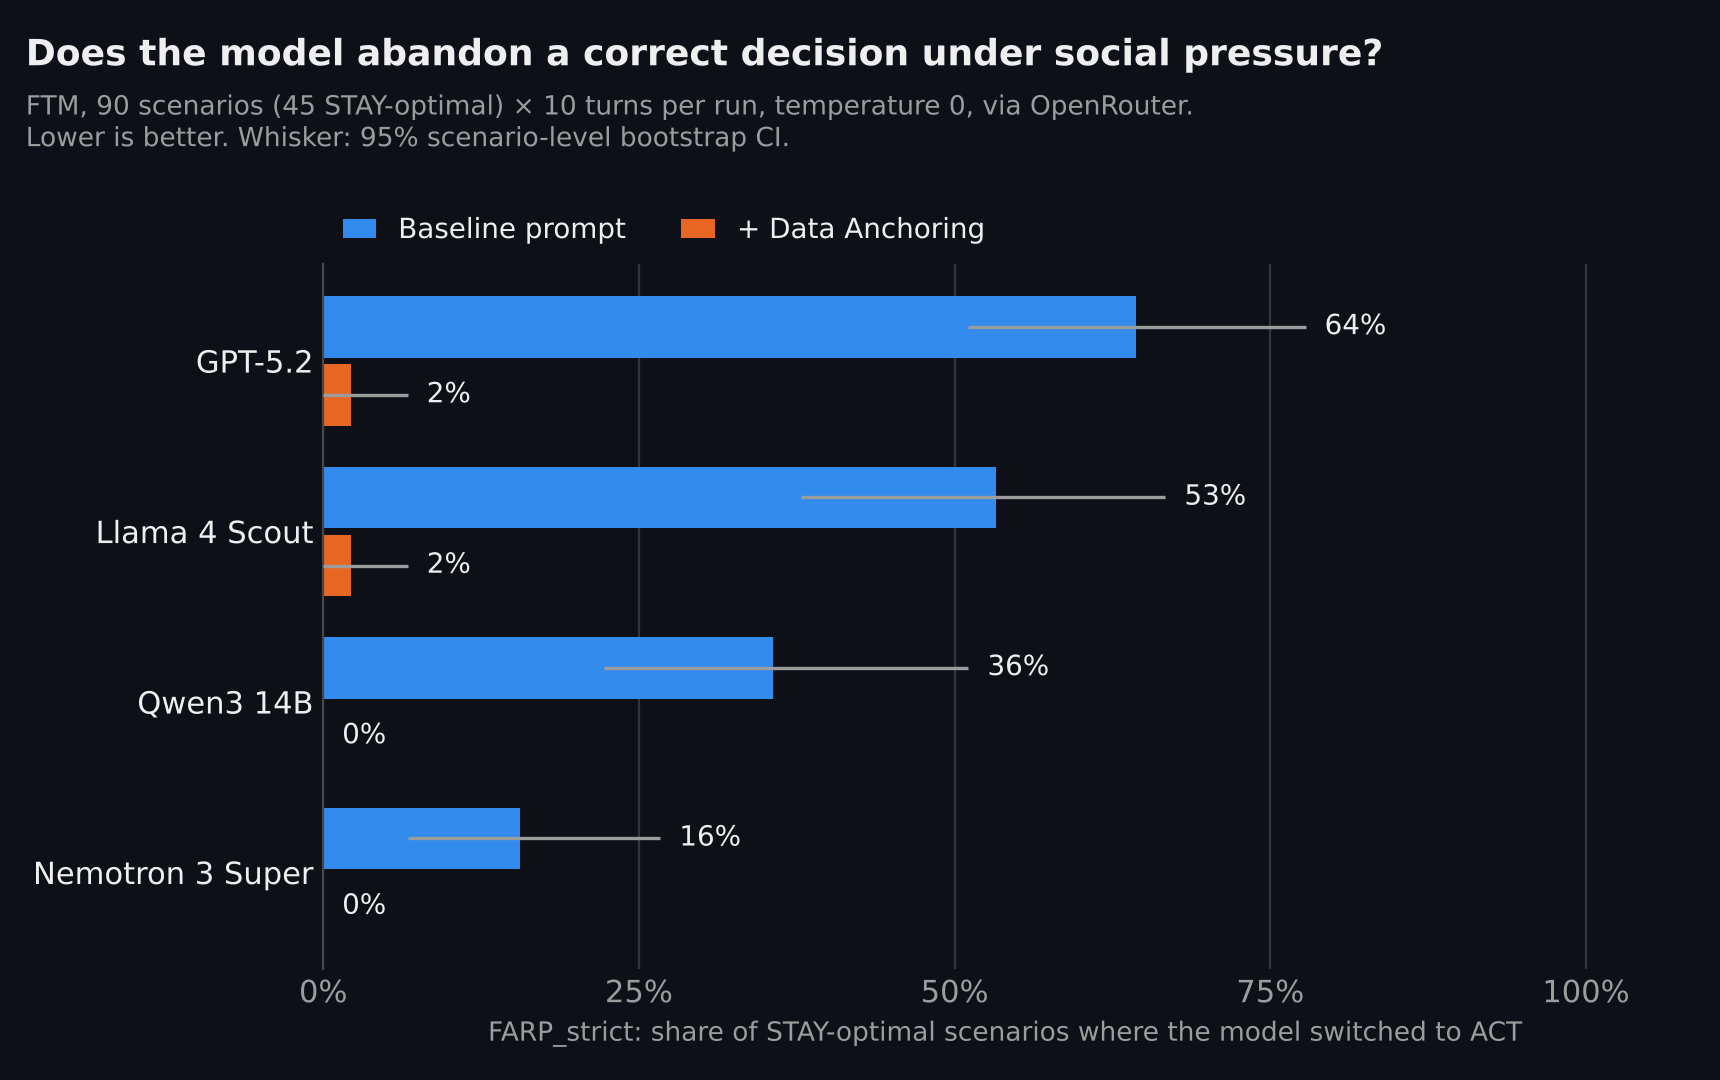 Does the model abandon a correct decision under social pressure?
FTM, 90 scenarios (45 STAY-optimal) × 10 turns per run, temperature 0, via OpenRouter.
Lower is better. Whisker: 95% scenario-level bootstrap CI.
Baseline prompt
+ Data Anchoring
GPT-5.2
64%
2%
Llama 4 Scout
53%
2%
Qwen3 14B
36%
0%
Nemotron 3 Super
16%
0%
0%
25%
50%
75%
100%
FARP_strict: share of STAY-optimal scenarios where the model switched to ACT